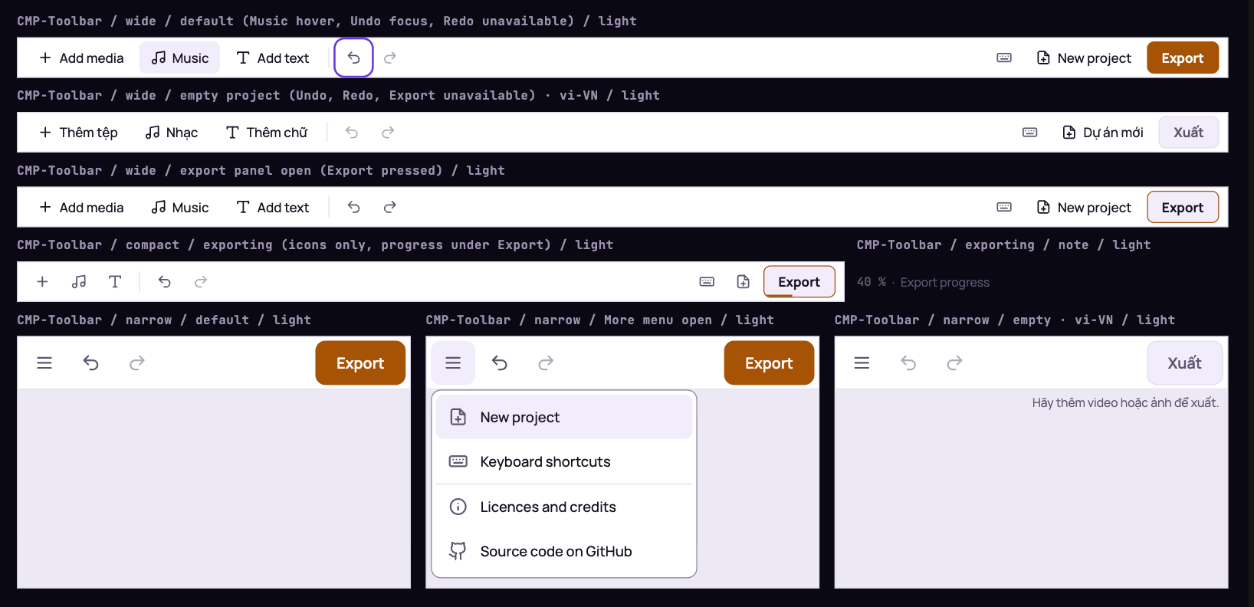 CMP-Toolbar / wide / default (Music hover, Undo focus, Redo unavailable) / light
Add media Music Add text New project Export
CMP-Toolbar / wide / empty project (Undo, Redo, Export unavailable) · vi-VN / light
Thêm tệp Nhạc Thêm chữ Dự án mới Xuất
CMP-Toolbar / wide / export panel open (Export pressed) / light
Add media Music Add text New project Export
CMP-Toolbar / compact / exporting (icons only, progress under Export) / light
Export
CMP-Toolbar / exporting / note / light
40 % · Export progress
CMP-Toolbar / narrow / default / light
Export
CMP-Toolbar / narrow / More menu open / light
Export
New project
Keyboard shortcuts
Licences and credits
Source code on GitHub
CMP-Toolbar / narrow / empty · vi-VN / light
Xuất
Hãy thêm video hoặc ảnh để xuất.